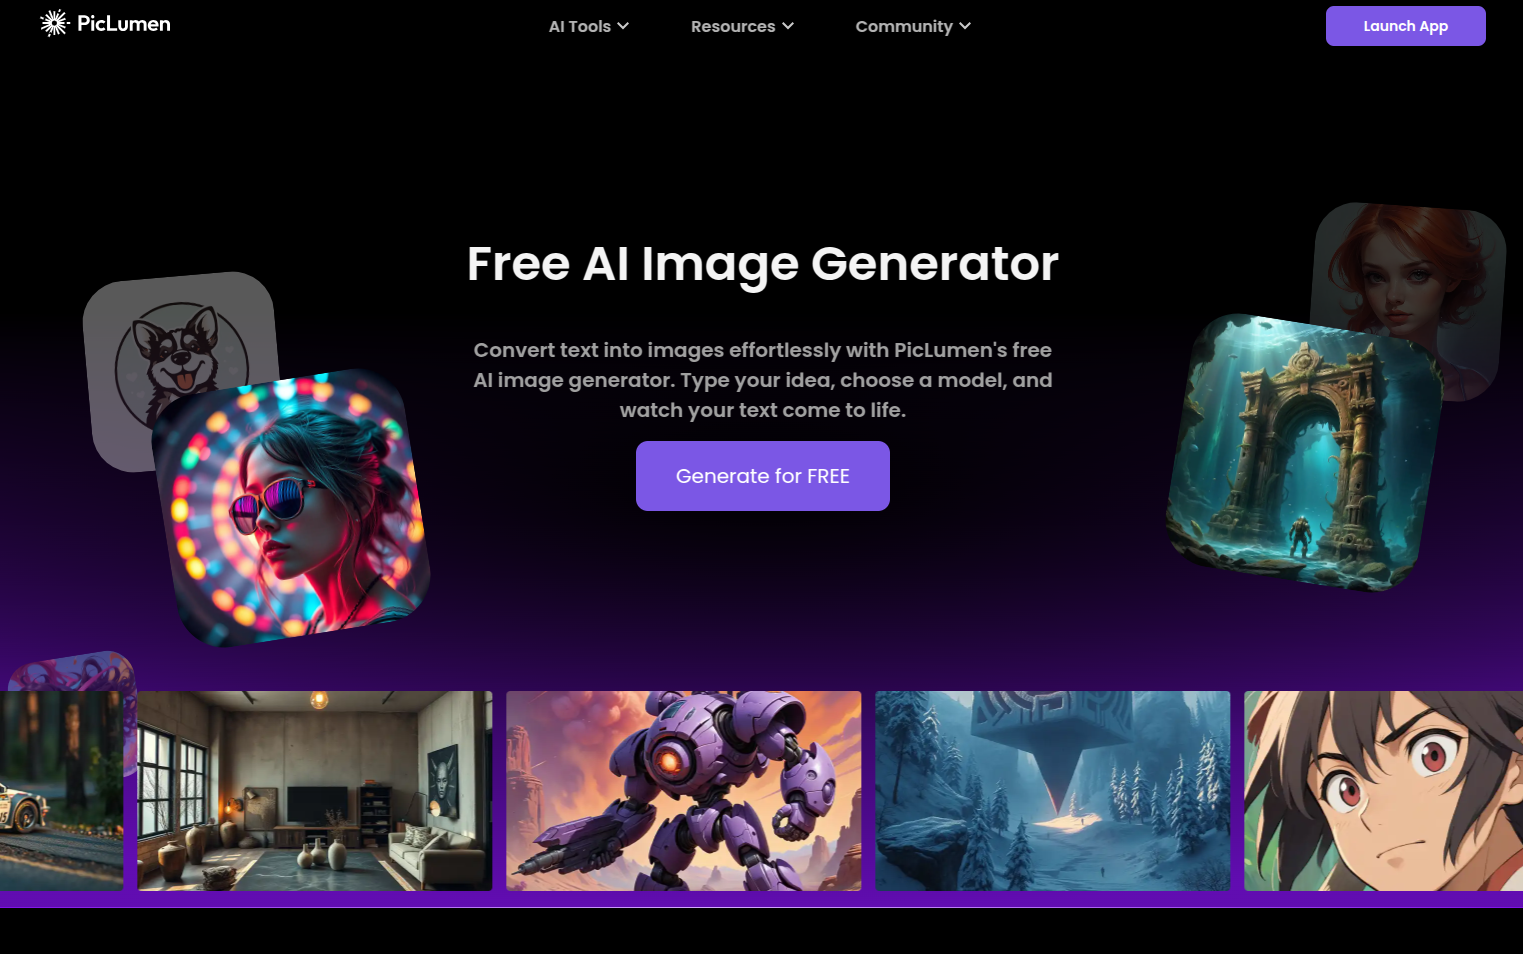 PicLumen
AI Tools
Resources
Community
Launch App
Free AI Image Generator
Convert text into images effortlessly with PicLumen's free
AI image generator. Type your idea, choose a model, and
watch your text come to life.
Generate for FREE